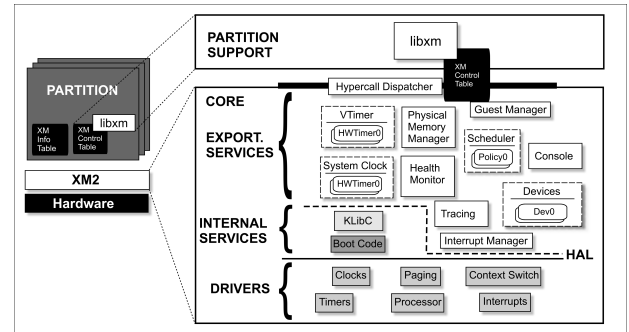 PARTITION
XM
Info
Table
XM
Control
Table
libxm
XM2
Hardware
PARTITION
SUPPORT
libxm
XM
Control
Table
Hypercall Dispatcher
CORE
EXPORT.
SERVICES
VTimer
HWTimer0
Physical
Memory
Manager
Guest Manager
Scheduler
Policy0
Console
System Clock
HWTimer0
Health
Monitor
Devices
Dev0
INTERNAL
SERVICES
KLibC
Boot Code
Tracing
Interrupt Manager
HAL
DRIVERS
Clocks
Paging
Context Switch
Timers
Processor
Interrupts